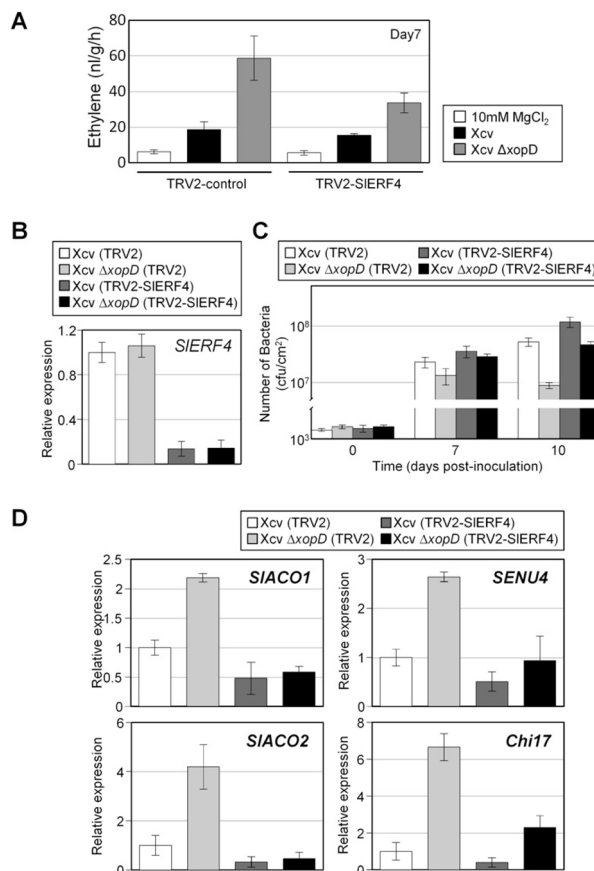 A
Day7
Ethylene (nl/g/h)
80
60
40
20
0
TRV2-control
TRV2-SlERF4
10mM MgCl₂
Xcv
Xcv ΔxopD
B
Xcv (TRV2)
Xcv ΔxopD (TRV2)
Xcv (TRV2-SlERF4)
Xcv ΔxopD (TRV2-SlERF4)
SlERF4
Relative expression
1.2
0.8
0.4
0
C
Xcv (TRV2)
Xcv (TRV2-SlERF4)
Xcv ΔxopD (TRV2)
Xcv ΔxopD (TRV2-SlERF4)
Number of Bacteria
(cfu/cm²)
10⁸
10⁷
10³
0
7
10
Time (days post-inoculation)
D
Xcv (TRV2)
Xcv (TRV2-SlERF4)
Xcv ΔxopD (TRV2)
Xcv ΔxopD (TRV2-SlERF4)
SlACO1
Relative expression
2.5
2
1.5
1
0.5
0
SENU4
Relative expression
3
2
1
0
SlACO2
Relative expression
6
4
2
0
Chi17
Relative expression
8
6
4
2
0